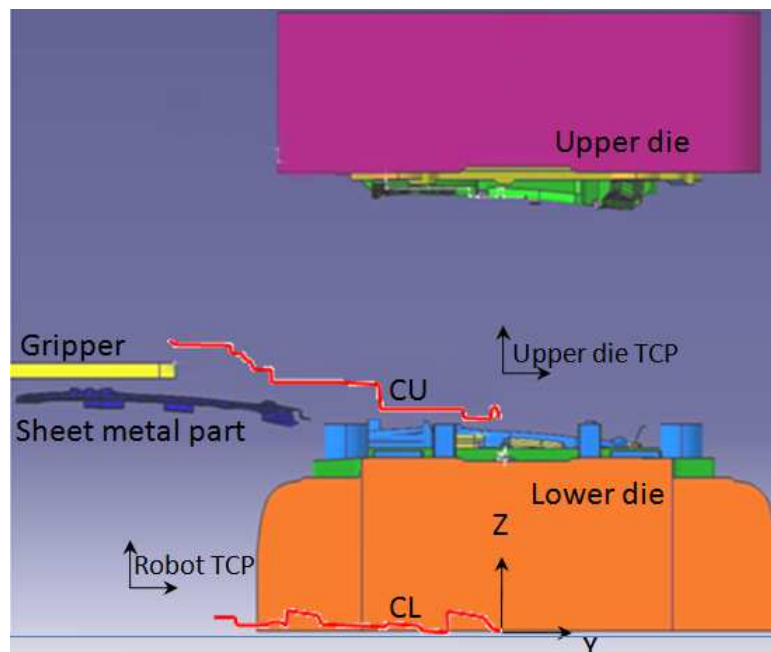 Upper die
Gripper
Upper die TCP
CU
Sheet metal part
Lower die
Z
Robot TCP
CL
Y